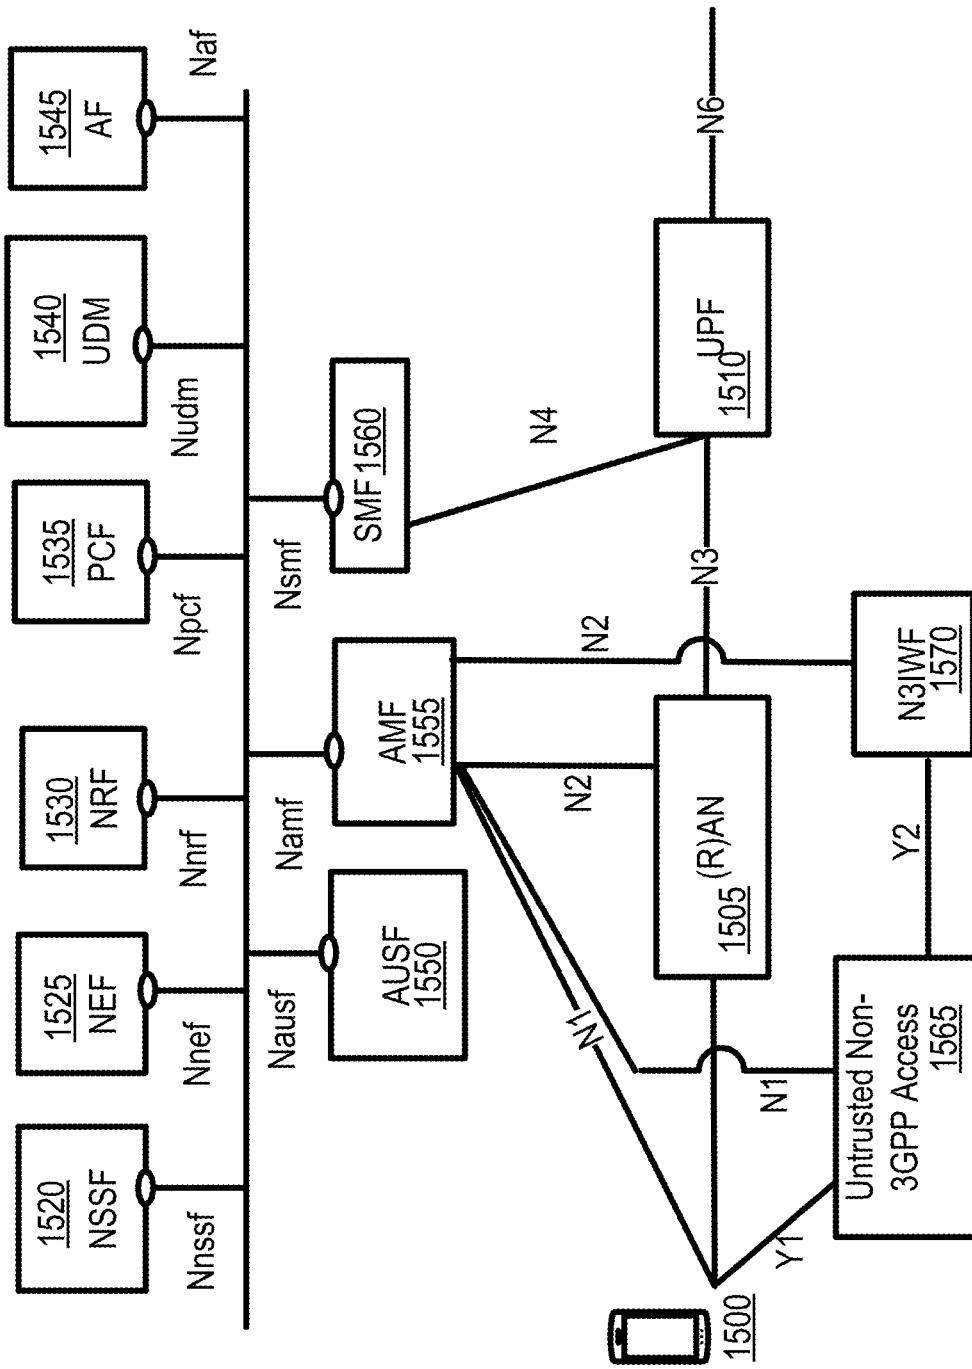 1520
NSSF
1525
NEF
1530
NRF
1535
PCF
1540
UDM
1545
AF
Nnssf
Nnef
Nnrf
Npcf
Nudm
Naf
Nausf
Namf
Nsmf
AUSF
1550
AMF
1555
SMF 1560
N1
N2
N2
N4
(R)AN
1505
N3
UPF
1510
N6
1500
Y1
N1
Untrusted Non-
3GPP Access
1565
Y2
N3IWF
1570